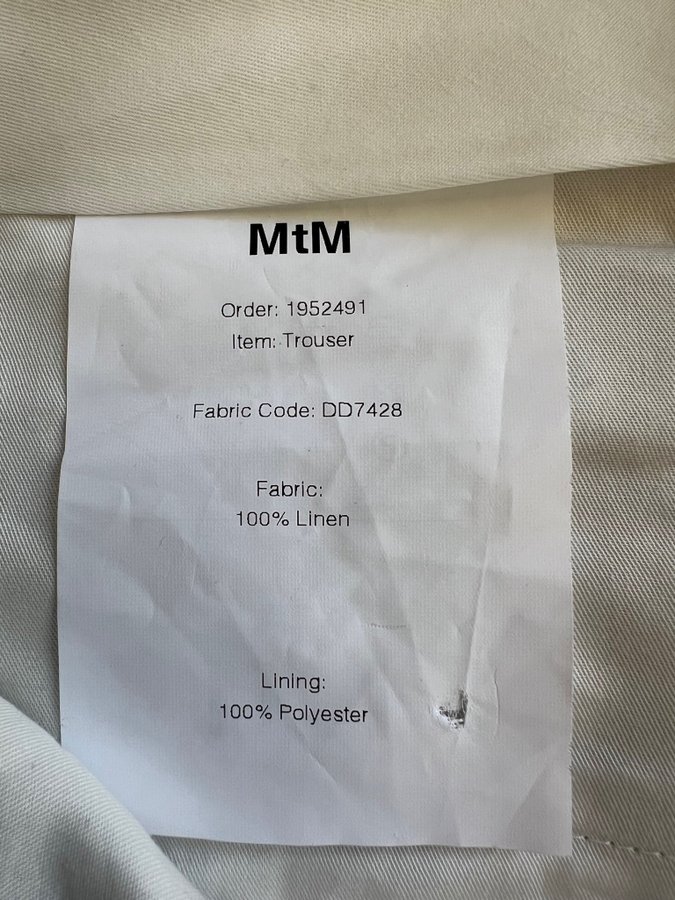 MtM
Order: 1952491
Item: Trouser
Fabric Code: DD7428
Fabric:
100% Linen
Lining:
100% Polyester